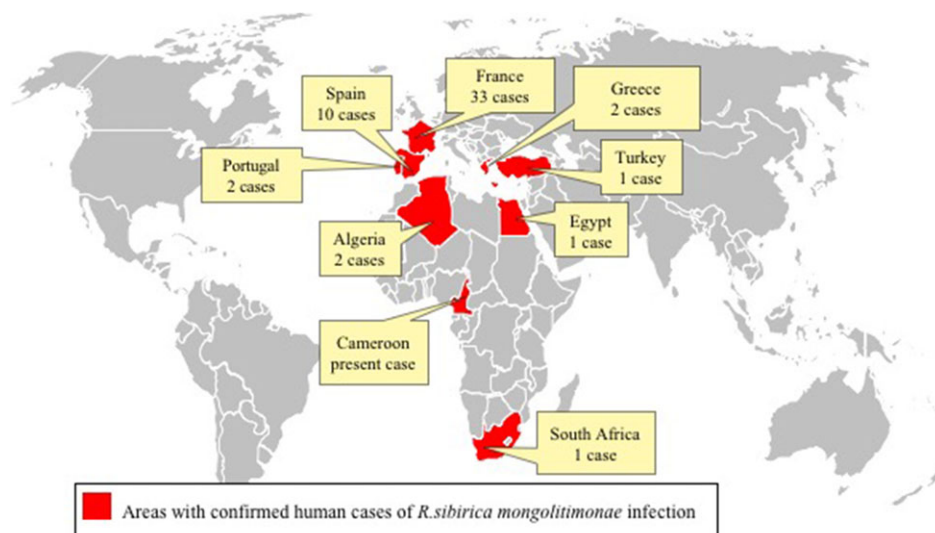 France
33 cases
Greece
2 cases
Spain
10 cases
Portugal
2 cases
Turkey
1 case
Algeria
2 cases
Egypt
1 case
Cameroon
present case
South Africa
1 case
Areas with confirmed human cases of R.sibirica mongolitimonae infection